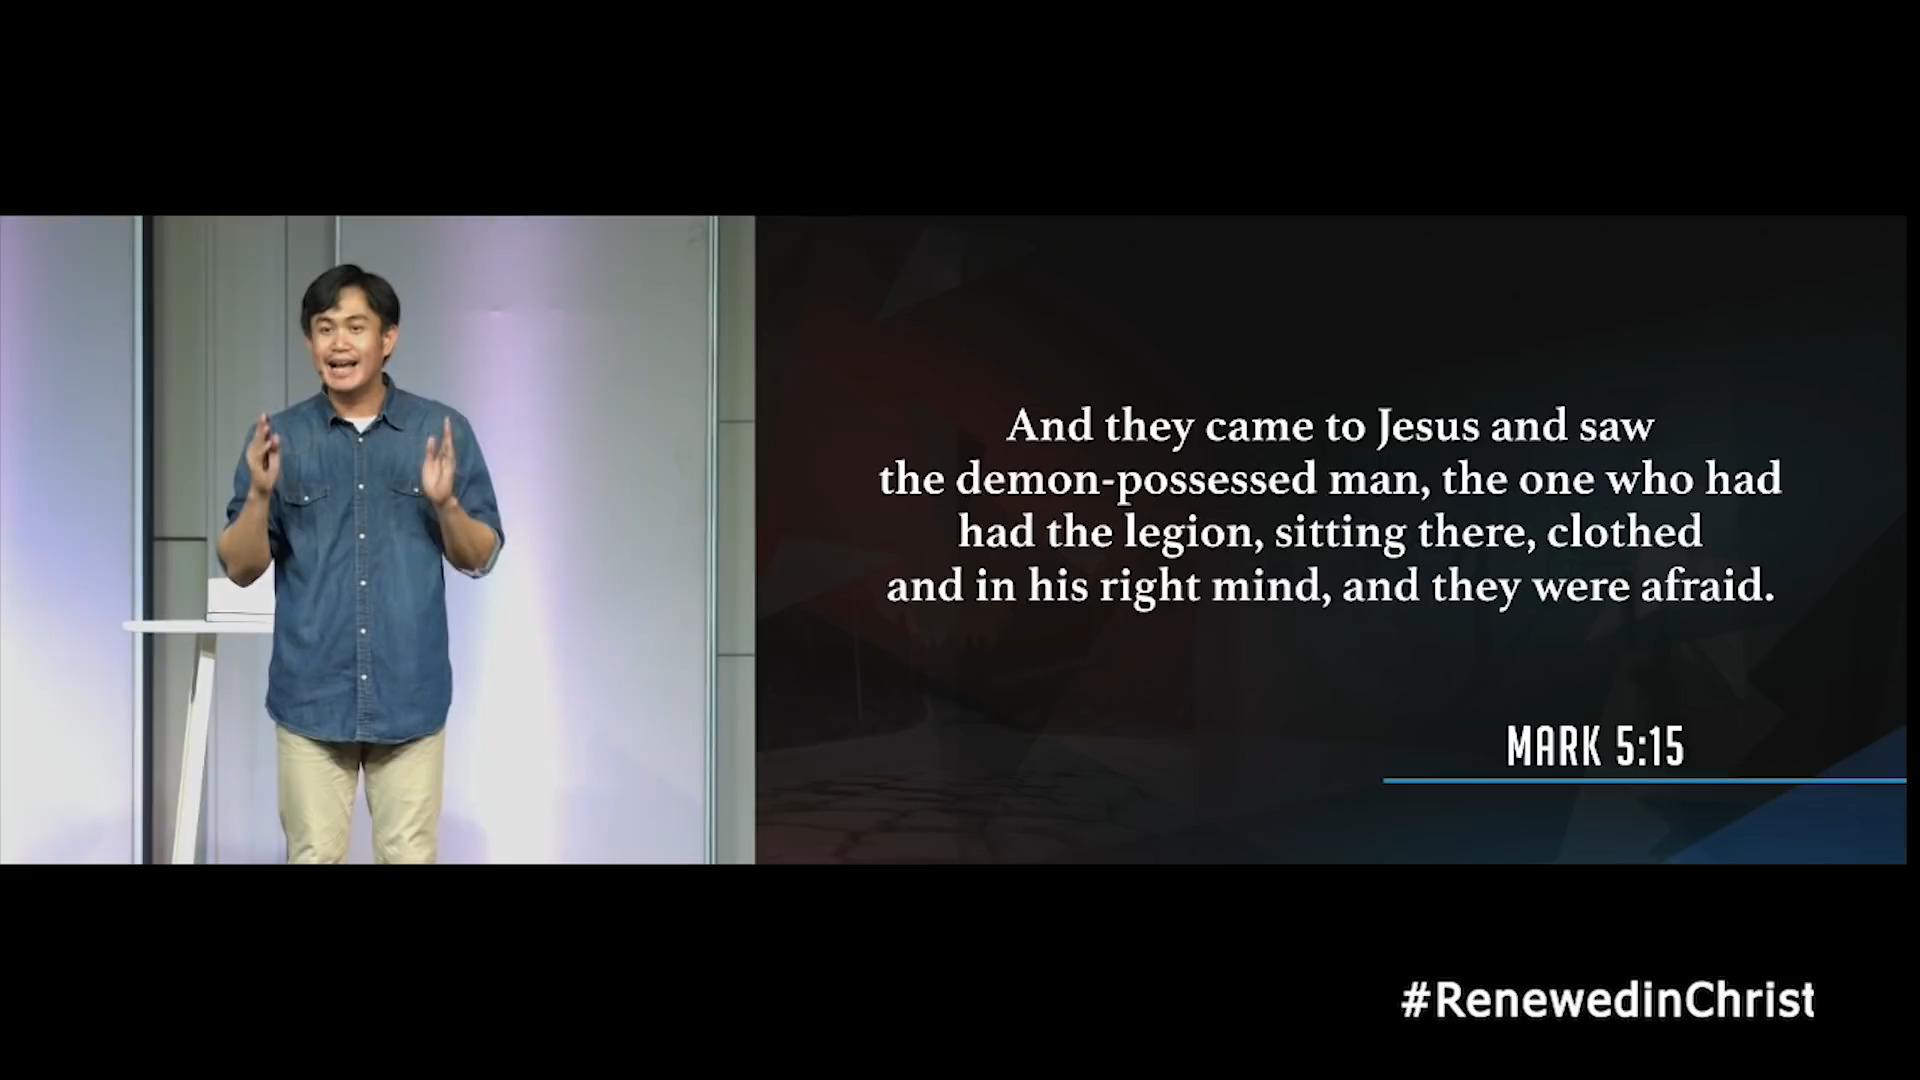 And they came to Jesus and saw
the demon-possessed man, the one who had
had the legion, sitting there, clothed
and in his right mind, and they were afraid.
MARK 5:15
#RenewedinChrist